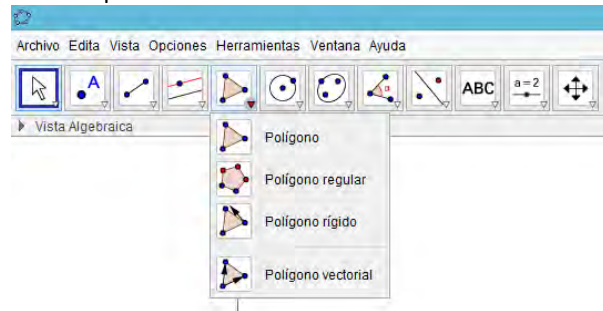 Archivo Edita Vista Opciones Herramientas Ventana Ayuda
A α ABC a = 2
Vista Algebraica
Polígono
Polígono regular
Polígono rígido
Polígono vectorial